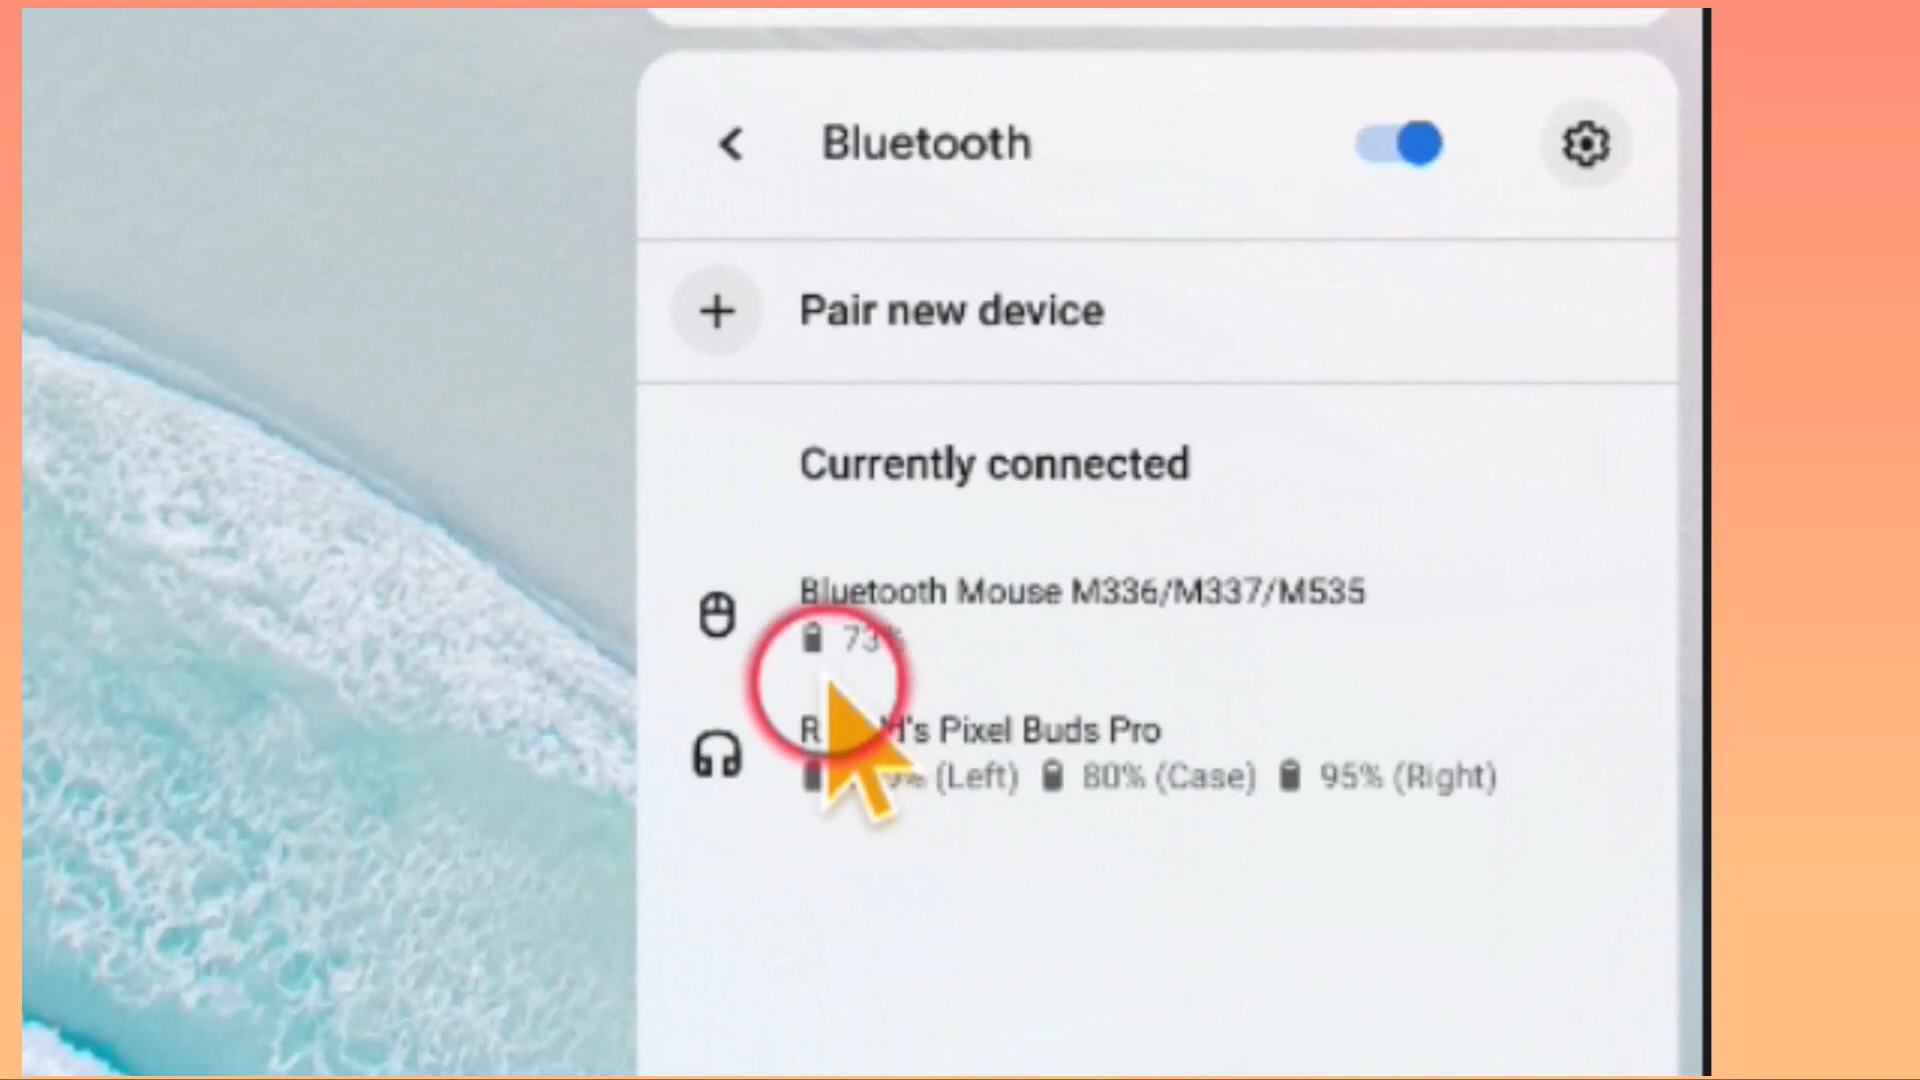 Bluetooth
Pair new device
Currently connected
Bluetooth Mouse M336/M337/M535
73%
Pixel Buds Pro
(Left) 80% (Case) 95% (Right)